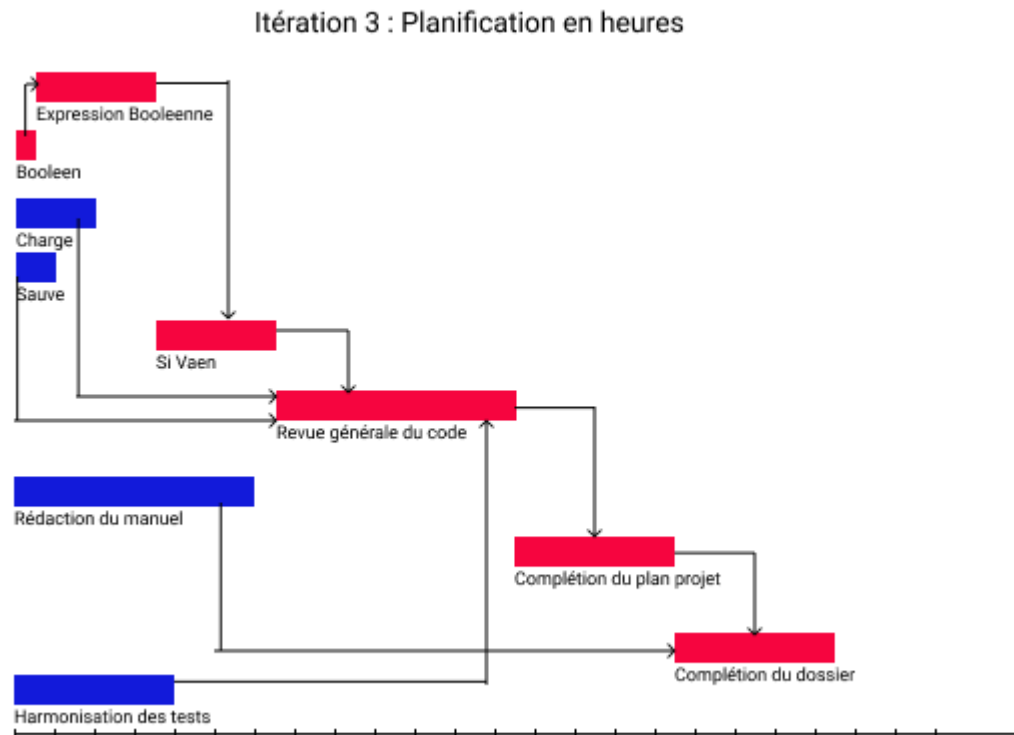 Itération 3 : Planification en heures
Expression Booleenne
Booleen
Charge
Sauve
Si Vaen
Revue générale du code
Rédaction du manuel
Complétion du plan projet
Complétion du dossier
Harmonisation des tests